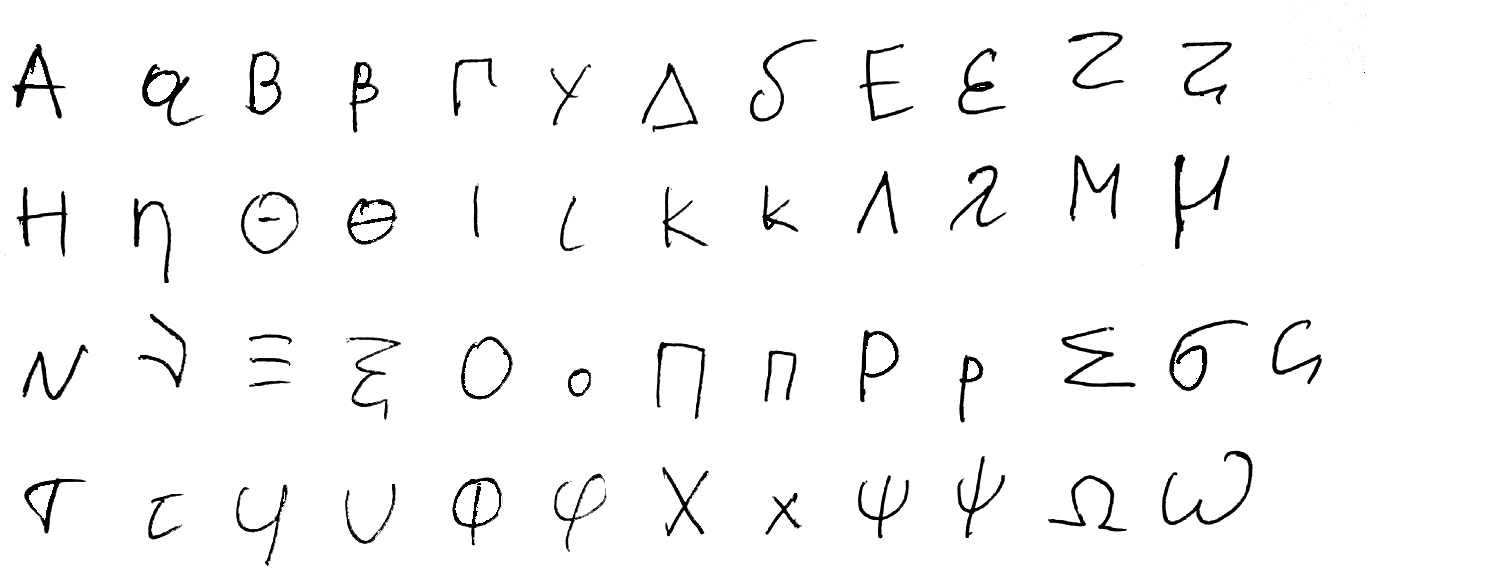 Α α Β β Γ γ Δ δ Ε ε Ζ ζ
Η η Θ θ Ι ι Κ κ Λ λ Μ μ
Ν ν Ξ ξ Ο ο Π π Ρ ρ Σ σ ς
Τ τ Υ υ Φ φ Χ χ Ψ ψ Ω ω